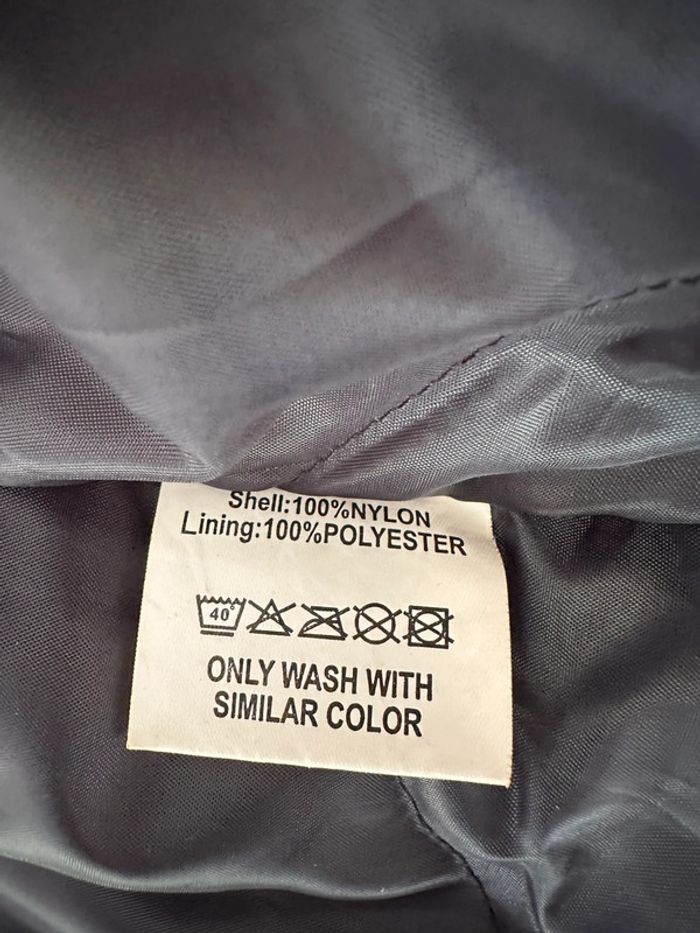 Shell:100%NYLON
Lining:100%POLYESTER
40°
ONLY WASH WITH
SIMILAR COLOR